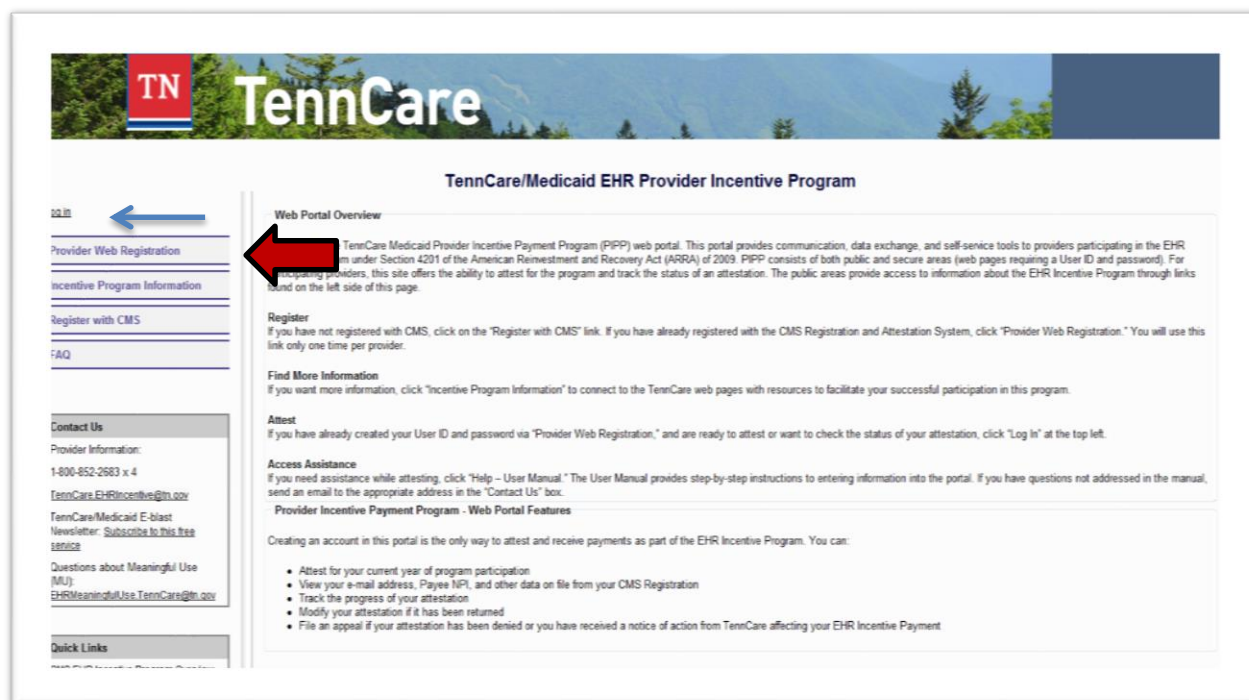 TN
TennCare
TennCare/Medicaid EHR Provider Incentive Program
og in
Provider Web Registration
Incentive Program Information
Register with CMS
FAQ
Contact Us
Provider Information:
1-800-852-2683 x 4
TennCare.EHRIncentive@tn.gov
TennCare/Medicaid E-blast
Newsletter: Subscribe to this free
service
Questions about Meaningful Use
(MU):
EHRMeaningfulUse.TennCare@tn.gov
Quick Links
Web Portal Overview
TennCare Medicaid Provider Incentive Payment Program (PIPP) web portal. This portal provides communication, data exchange, and self-service tools to providers participating in the EHR
under Section 4201 of the American Reinvestment and Recovery Act (ARRA) of 2009. PIPP consists of both public and secure areas (web pages requiring a User ID and password). For
participating providers, this site offers the ability to attest for the program and track the status of an attestation. The public areas provide access to information about the EHR Incentive Program through links
found on the left side of this page.
Register
If you have not registered with CMS, click on the "Register with CMS" link. If you have already registered with the CMS Registration and Attestation System, click "Provider Web Registration." You will use this
link only one time per provider.
Find More Information
If you want more information, click "Incentive Program Information" to connect to the TennCare web pages with resources to facilitate your successful participation in this program.
Attest
If you have already created your User ID and password via "Provider Web Registration," and are ready to attest or want to check the status of your attestation, click "Log In" at the top left.
Access Assistance
If you need assistance while attesting, click "Help – User Manual." The User Manual provides step-by-step instructions to entering information into the portal. If you have questions not addressed in the manual,
send an email to the appropriate address in the "Contact Us" box.
Provider Incentive Payment Program - Web Portal Features
Creating an account in this portal is the only way to attest and receive payments as part of the EHR Incentive Program. You can:
• Attest for your current year of program participation
• View your e-mail address, Payee NPI, and other data on file from your CMS Registration
• Track the progress of your attestation
• Modify your attestation if it has been returned
• File an appeal if your attestation has been denied or you have received a notice of action from TennCare affecting your EHR Incentive Payment